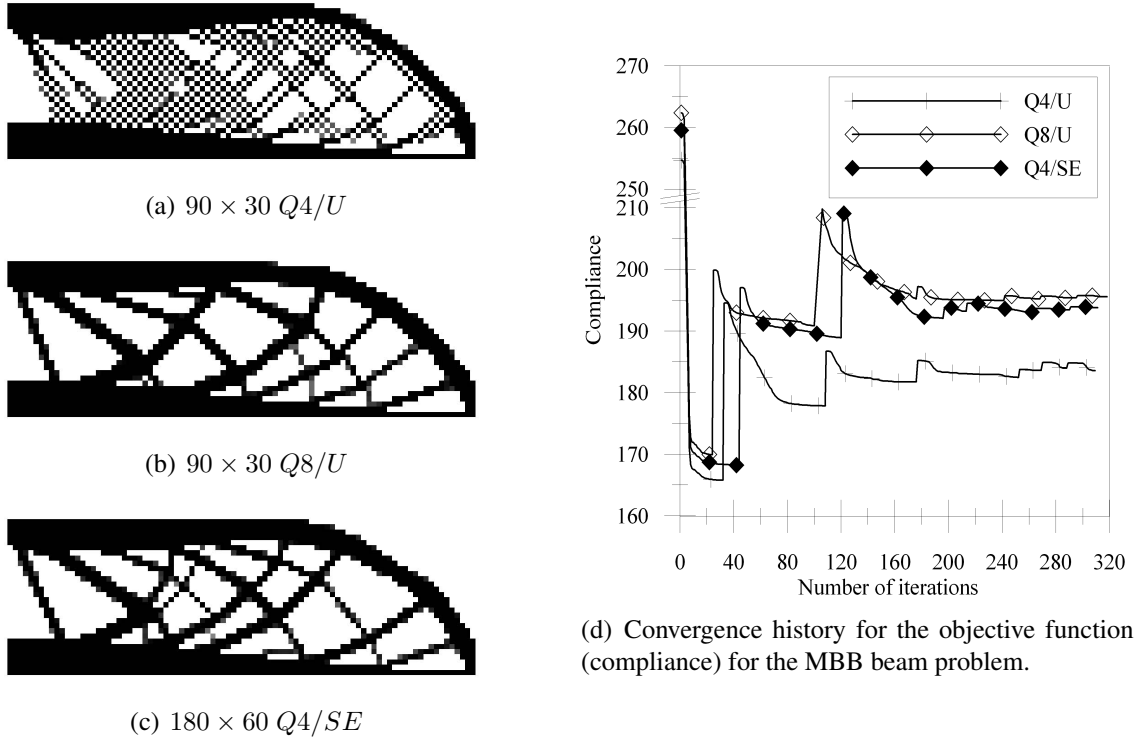 (a) 90 × 30 Q4/U
(b) 90 × 30 Q8/U
(c) 180 × 60 Q4/SE
270
260
250
210
200
190
180
170
160
Compliance
Q4/U
Q8/U
Q4/SE
0 40 80 120 160 200 240 280 320
Number of iterations
(d) Convergence history for the objective function
(compliance) for the MBB beam problem.